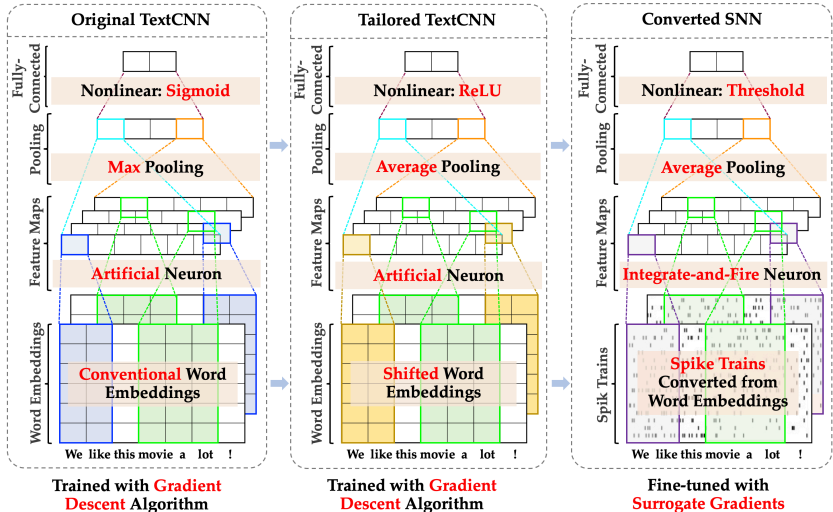 Original TextCNN
Fully-
Connected
Nonlinear: Sigmoid
Pooling
Max Pooling
Feature Maps
Artificial Neuron
Word Embeddings
Conventional Word
Embeddings
We like this movie a lot !
Trained with Gradient
Descent Algorithm
Tailored TextCNN
Fully-
Connected
Nonlinear: ReLU
Pooling
Average Pooling
Feature Maps
Artificial Neuron
Word Embeddings
Shifted Word
Embeddings
We like this movie a lot !
Trained with Gradient
Descent Algorithm
Converted SNN
Fully-
Connected
Nonlinear: Threshold
Pooling
Average Pooling
Feature Maps
Integrate-and-Fire Neuron
Spike Trains
Spike Trains
Converted from
Word Embeddings
We like this movie a lot !
Fine-tuned with
Surrogate Gradients